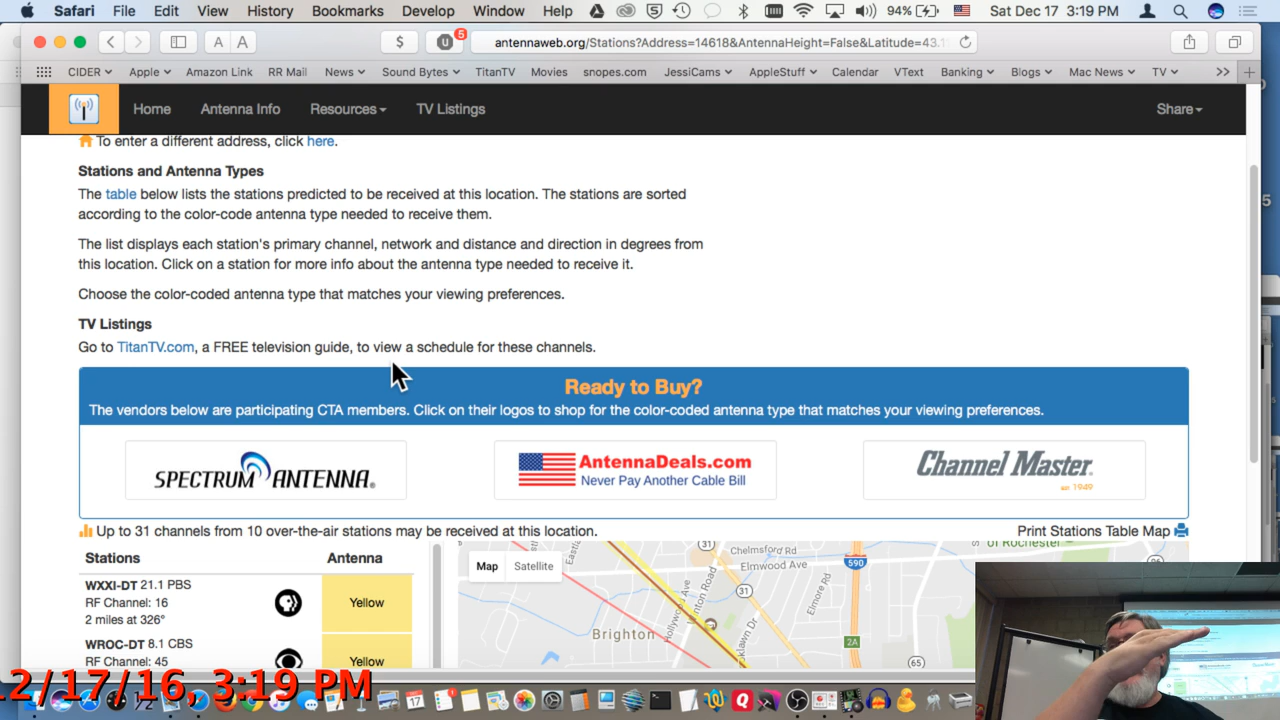 Safari File Edit View History Bookmarks Develop Window Help 94% Sat Dec 17 3:19 PM
A A $ 5 antennaweb.org/Stations?Address=14618&AntennaHeight=False&Latitude=43.1
CIDER Apple Amazon Link RR Mail News Sound Bytes TitanTV Movies snopes.com JessiCams AppleStuff Calendar VText Banking Blogs Mac News TV >> +
Home Antenna Info Resources TV Listings Share
To enter a different address, click here.
Stations and Antenna Types
The table below lists the stations predicted to be received at this location. The stations are sorted
according to the color-code antenna type needed to receive them.
The list displays each station's primary channel, network and distance and direction in degrees from
this location. Click on a station for more info about the antenna type needed to receive it.
Choose the color-coded antenna type that matches your viewing preferences.
TV Listings
Go to TitanTV.com, a FREE television guide, to view a schedule for these channels.
Ready to Buy?
The vendors below are participating CTA members. Click on their logos to shop for the color-coded antenna type that matches your viewing preferences.
SPECTRUM ANTENNA.
AntennaDeals.com
Never Pay Another Cable Bill
Channel Master
est 1949
Up to 31 channels from 10 over-the-air stations may be received at this location. Print Stations Table Map
Stations Antenna
WXXI-DT 21.1 PBS
RF Channel: 16
2 miles at 326°
Yellow
WROC-DT 8.1 CBS
RF Channel: 45
Yellow
Map Satellite
31
Chelmsford Rd
Elmwood Ave
590
of Rochester
31
Elmore Rd
Brighton
2A
65
12/17/16, 3:19 PM